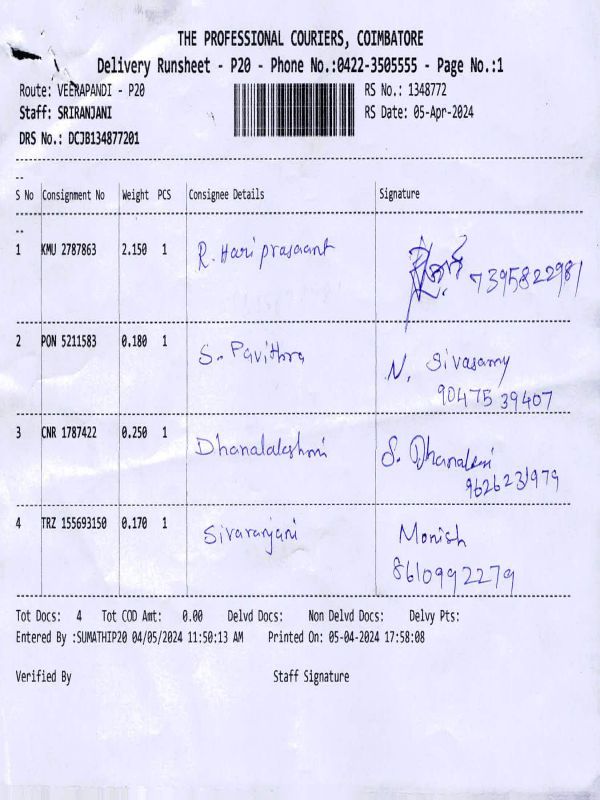 THE PROFESSIONAL COURIERS, COIMBATORE
Delivery Runsheet - P20 - Phone No.:0422-3505555 - Page No.:1
Route: VEERAPANDI - P20 RS No.: 1348772
Staff: SRIRANJANI RS Date: 05-Apr-2024
DRS No.: DCJB134877201
S No Consignment No Weight PCS Consignee Details Signature
1 KMU 2787863 2.150 1 R. Hariprasaant 7395822981
2 PON 5211583 0.180 1 S. Pavithra N. Sivasamy
9047539407
3 CNR 1787422 0.250 1 Dhanalakshmi S. 
9626231979
4 TRZ 155693150 0.170 1 Sivaranjani Monish
8610992279
Tot Docs: 4 Tot COD Amt: 0.00 Delvd Docs: Non Delvd Docs: Delvy Pts:
Entered By :SUMATHIP20 04/05/2024 11:50:13 AM Printed On: 05-04-2024 17:58:08
Verified By Staff Signature